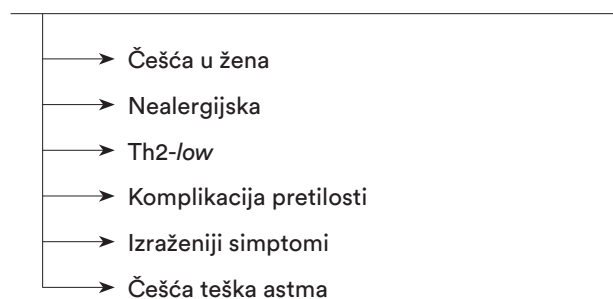 Češća u žena
Nealergijska
Th2-low
Komplikacija pretilosti
Izraženiji simptomi
Češća teška astma